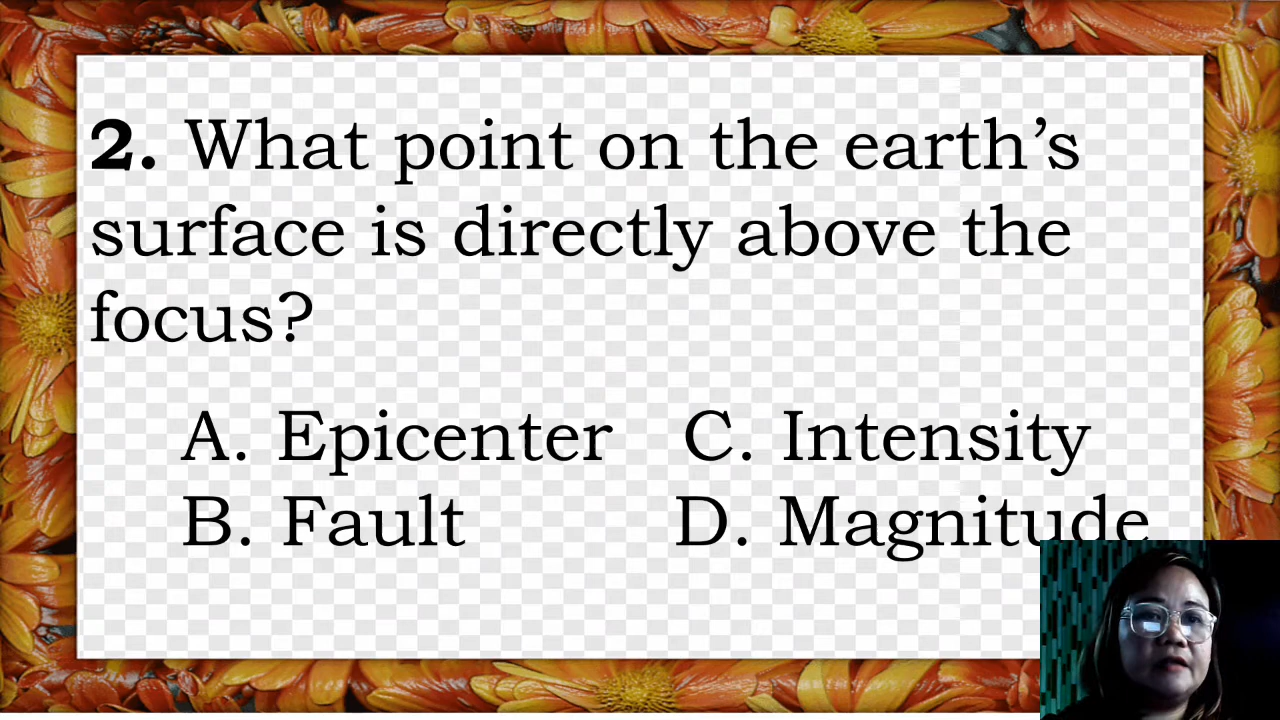 2. What point on the earth’s
surface is directly above the
focus?
A. Epicenter C. Intensity
B. Fault D. Magnitude